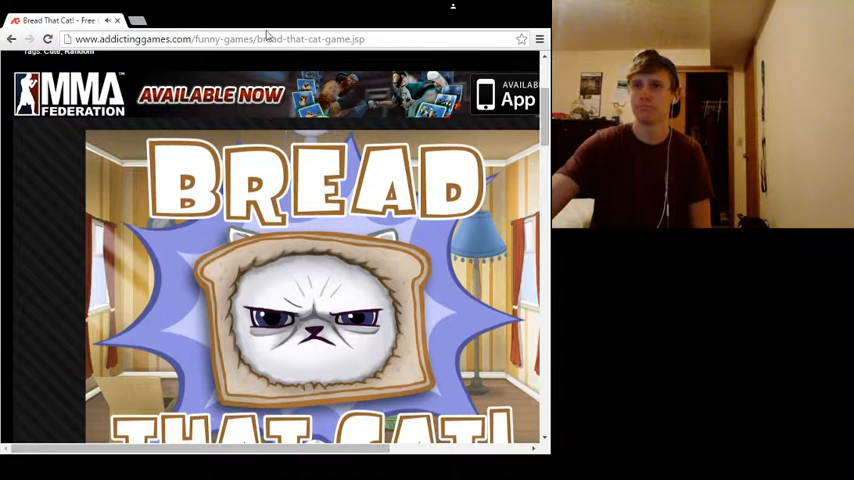 Bread That Cat! - Free
www.addictinggames.com/funny-games/bread-that-cat-game.jsp
Tags: Cute, Random
MMA
FEDERATION
AVAILABLE NOW
AVAILABL
App
BREAD
THAT CAT!